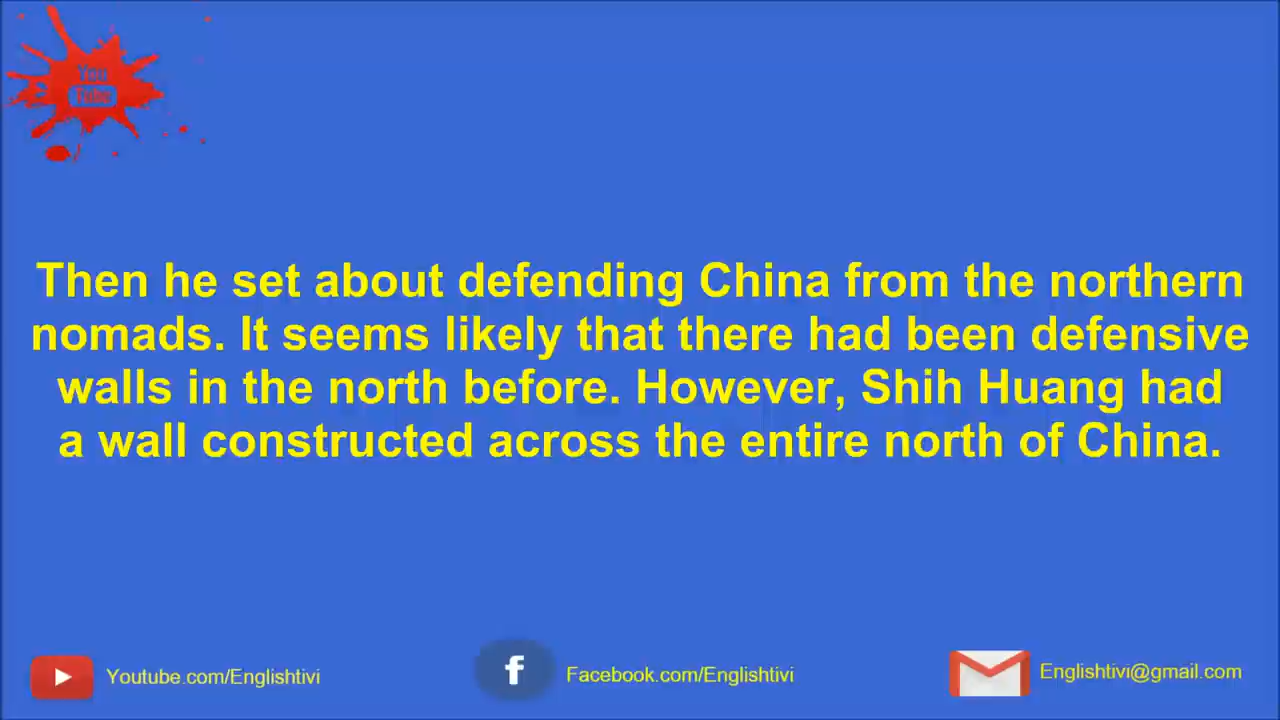 You
Tube
Then he set about defending China from the northern
nomads. It seems likely that there had been defensive
walls in the north before. However, Shih Huang had
a wall constructed across the entire north of China.
Youtube.com/Englishtivi
f
Facebook.com/Englishtivi
Englishtivi@gmail.com